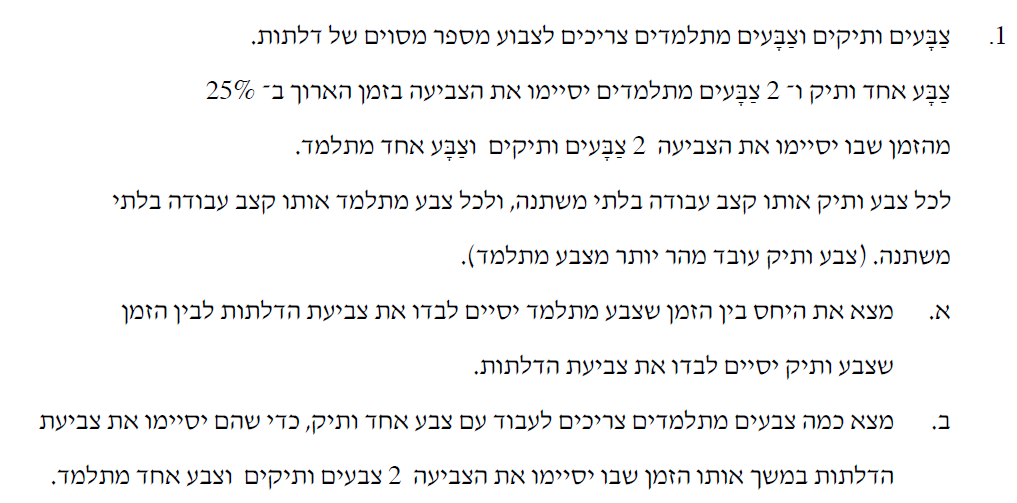 1. צַבָּעים ותיקים וצַבָּעים מתלמדים צריכים לצבוע מספר מסוים של דלתות.
צַבָּע אחד ותיק ו־ 2 צַבָּעים מתלמדים יסיימו את הצביעה בזמן הארוך ב־ 25%
מהזמן שבו יסיימו את הצביעה 2 צַבָּעים ותיקים וצַבָּע אחד מתלמד.
לכל צבע ותיק אותו קצב עבודה בלתי משתנה, ולכל צבע מתלמד אותו קצב עבודה בלתי
משתנה. (צבע ותיק עובד מהר יותר מצבע מתלמד).
א. מצא את היחס בין הזמן שצבע מתלמד יסיים לבדו את צביעת הדלתות לבין הזמן
שצבע ותיק יסיים לבדו את צביעת הדלתות.
ב. מצא כמה צבעים מתלמדים צריכים לעבוד עם צבע אחד ותיק, כדי שהם יסיימו את צביעת
הדלתות במשך אותו הזמן שבו יסיימו את הצביעה 2 צבעים ותיקים וצבע אחד מתלמד.